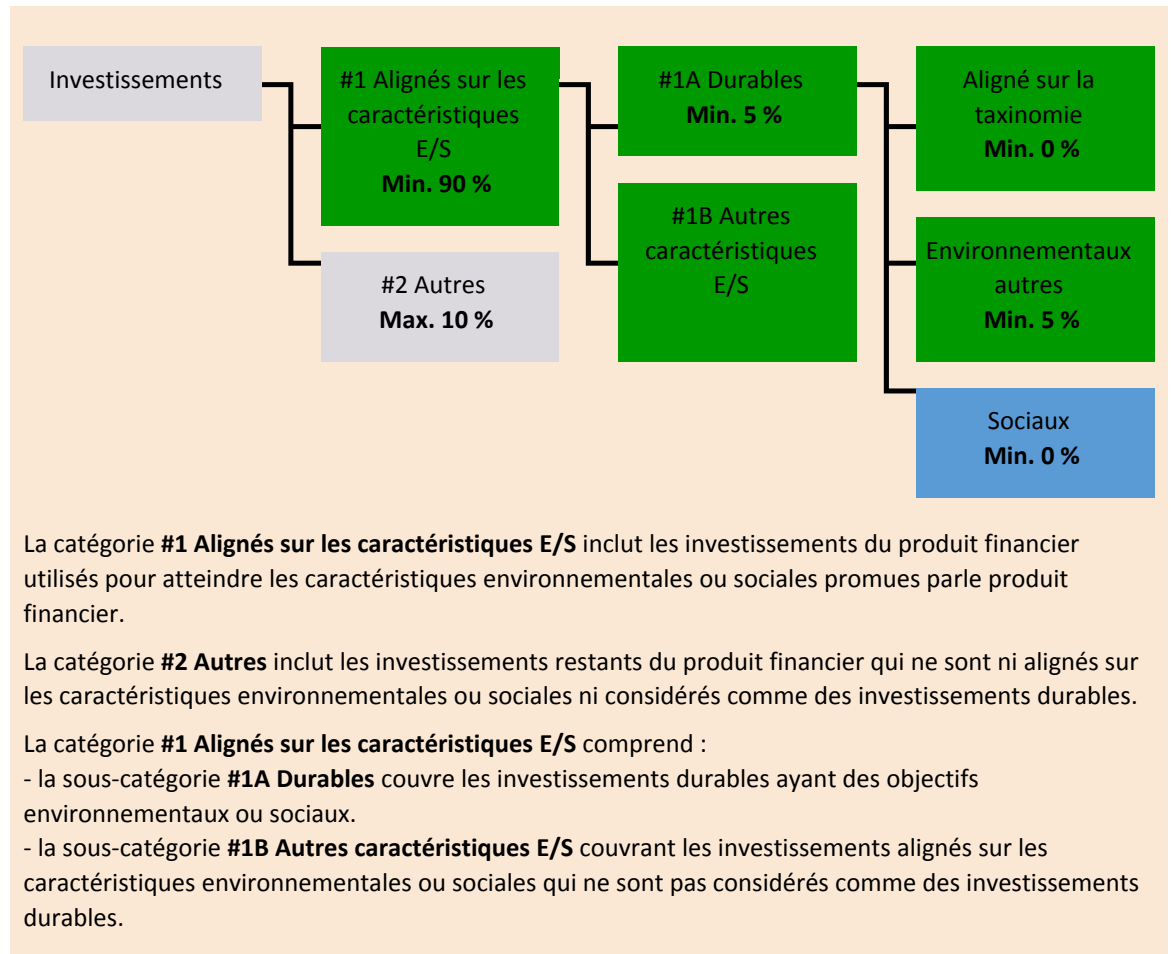 Investissements
#1 Alignés sur les
caractéristiques
E/S
Min. 90 %
#2 Autres
Max. 10 %
#1A Durables
Min. 5 %
#1B Autres
caractéristiques
E/S
Aligné sur la
taxinomie
Min. 0 %
Environnementaux
autres
Min. 5 %
Sociaux
Min. 0 %
La catégorie #1 Alignés sur les caractéristiques E/S inclut les investissements du produit financier
utilisés pour atteindre les caractéristiques environnementales ou sociales promues parle produit
financier.
La catégorie #2 Autres inclut les investissements restants du produit financier qui ne sont ni alignés sur
les caractéristiques environnementales ou sociales ni considérés comme des investissements durables.
La catégorie #1 Alignés sur les caractéristiques E/S comprend :
- la sous-catégorie #1A Durables couvre les investissements durables ayant des objectifs
environnementaux ou sociaux.
- la sous-catégorie #1B Autres caractéristiques E/S couvrant les investissements alignés sur les
caractéristiques environnementales ou sociales qui ne sont pas considérés comme des investissements
durables.